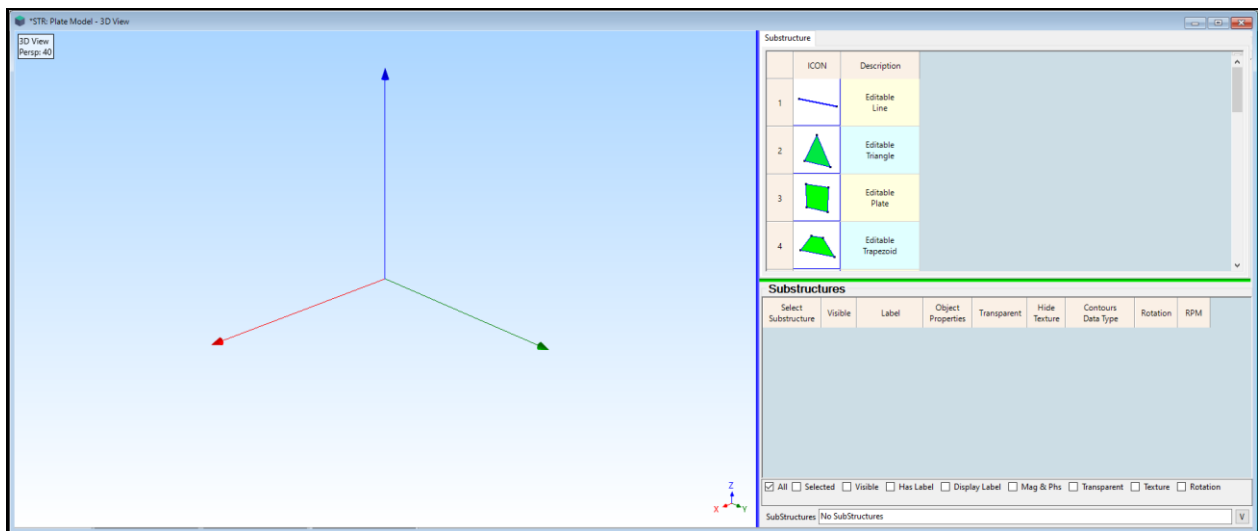 *STR: Plate Model - 3D View
3D View
Persp: 40
Z
X
Y
Substructure
ICON Description
1 Editable
Line
2 Editable
Triangle
3 Editable
Plate
4 Editable
Trapezoid
Substructures
Select
Substructure
Visible
Label
Object
Properties
Transparent
Hide
Texture
Contours
Data Type
Rotation
RPM
All Selected Visible Has Label Display Label Mag & Phs Transparent Texture Rotation
SubStructures No SubStructures V